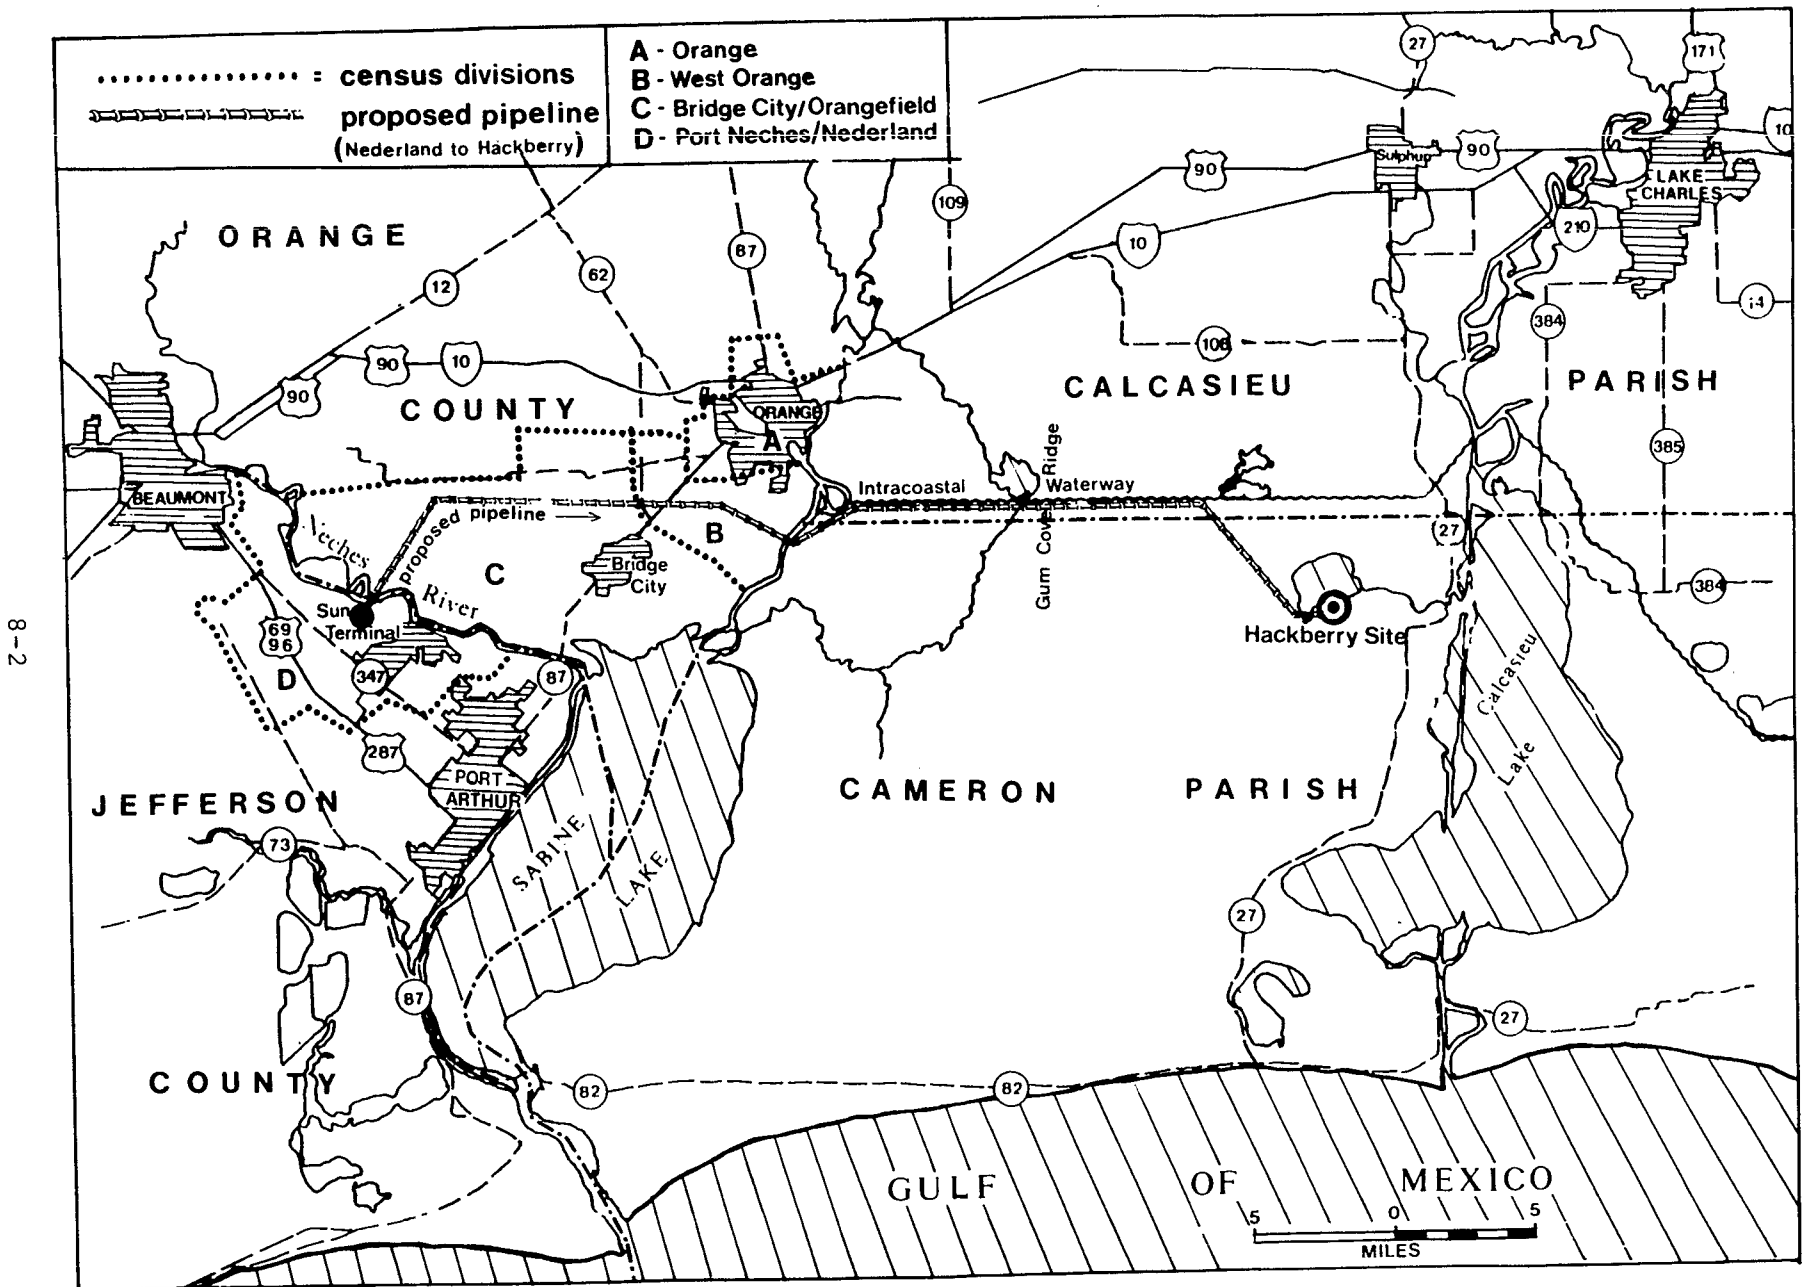 = census divisions
proposed pipeline
(Nederland to Hackberry)
A - Orange
B - West Orange
C - Bridge City/Orangefield
D - Port Neches/Nederland
27
171
10
90
90
Sulphur
LAKE
CHARLES
109
210
10
ORANGE
87
62
12
14
384
108
90
10
90
CALCASIEU
PARISH
COUNTY
ORANGE
A
385
Ridge
BEAUMONT
Intracoastal
Waterway
proposed pipeline
B
27
Neches
Gum Cove
Bridge
City
C
384
River
Sun
Terminal
Hackberry Site
69
96
D
347
87
Calcasieu
Lake
287
PORT
ARTHUR
JEFFERSON
CAMERON
PARISH
73
SABINE
LAKE
27
87
27
COUNTY
82
82
GULF
OF
MEXICO
5
0
5
MILES
8-2